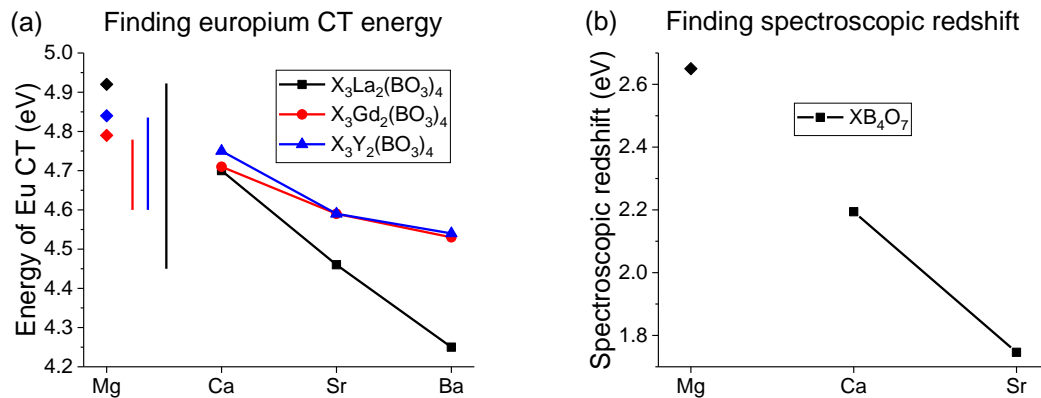 (a) Finding europium CT energy
Energy of Eu CT (eV)
5.0
4.9
4.8
4.7
4.6
4.5
4.4
4.3
4.2
X₃La₂(BO₃)₄
X₃Gd₂(BO₃)₄
X₃Y₂(BO₃)₄
Mg Ca Sr Ba
(b) Finding spectroscopic redshift
Spectroscopic redshift (eV)
2.6
2.4
2.2
2.0
1.8
XB₄O₇
Mg Ca Sr